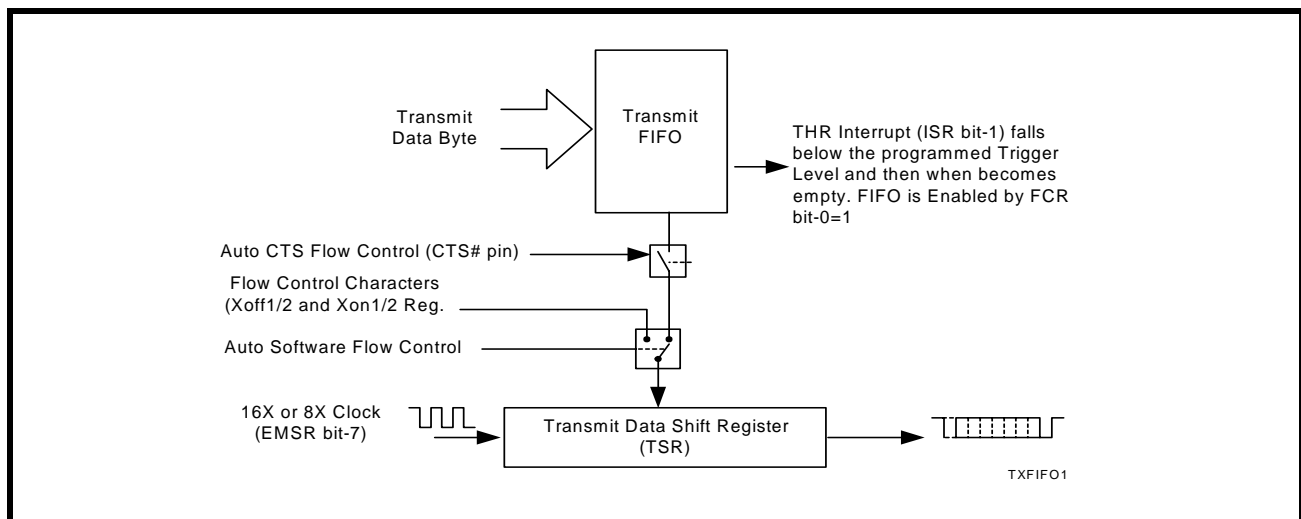 Transmit
Data Byte
Transmit
FIFO
THR Interrupt (ISR bit-1) falls
below the programmed Trigger
Level and then when becomes
empty. FIFO is Enabled by FCR
bit-0=1
Auto CTS Flow Control (CTS# pin)
Flow Control Characters
(Xoff1/2 and Xon1/2 Reg.
Auto Software Flow Control
16X or 8X Clock
(EMSR bit-7)
Transmit Data Shift Register
(TSR)
TXFIFO1